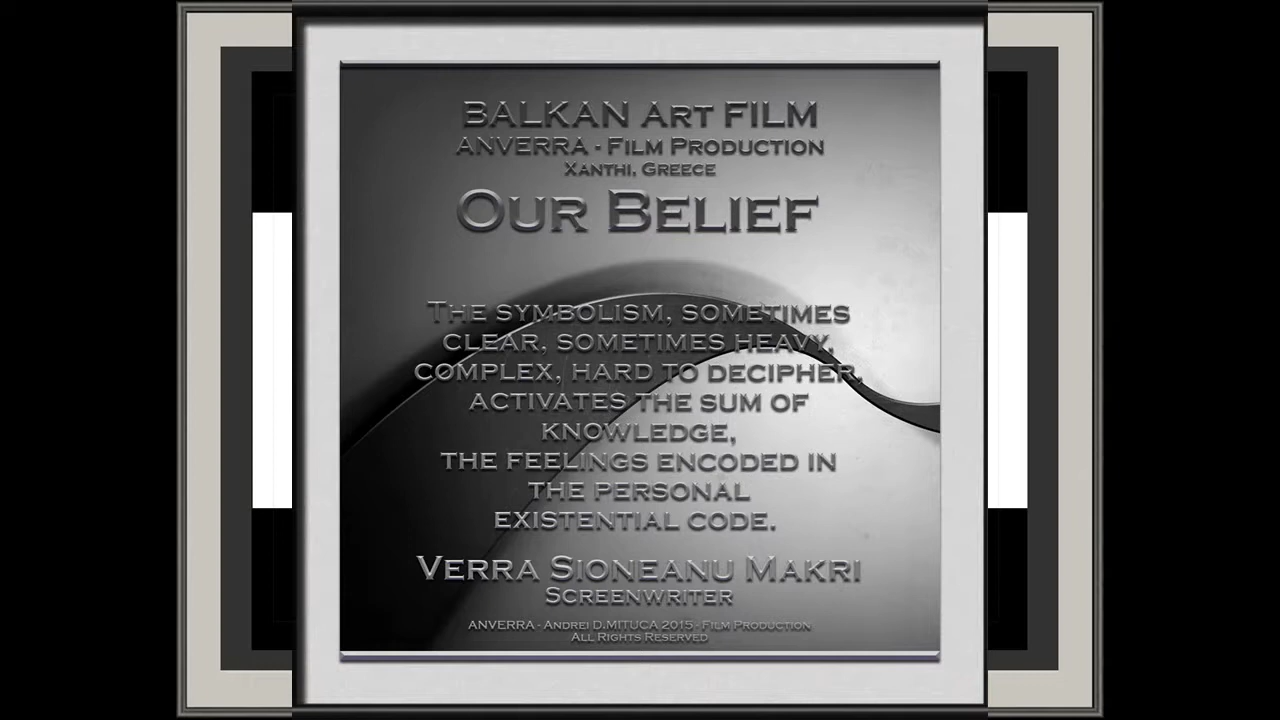 BALKAN Art FILM
ANVERRA - Film Production
Xanthi, Greece
Our Belief
The symbolism, sometimes
clear, sometimes heavy,
complex, hard to decipher,
activates the sum of
knowledge,
the feelings encoded in
the personal
existential code.
Verra Sioneanu Makri
Screenwriter
ANVERRA - Andrei D.MITUCA 2015 - Film Production
All Rights Reserved